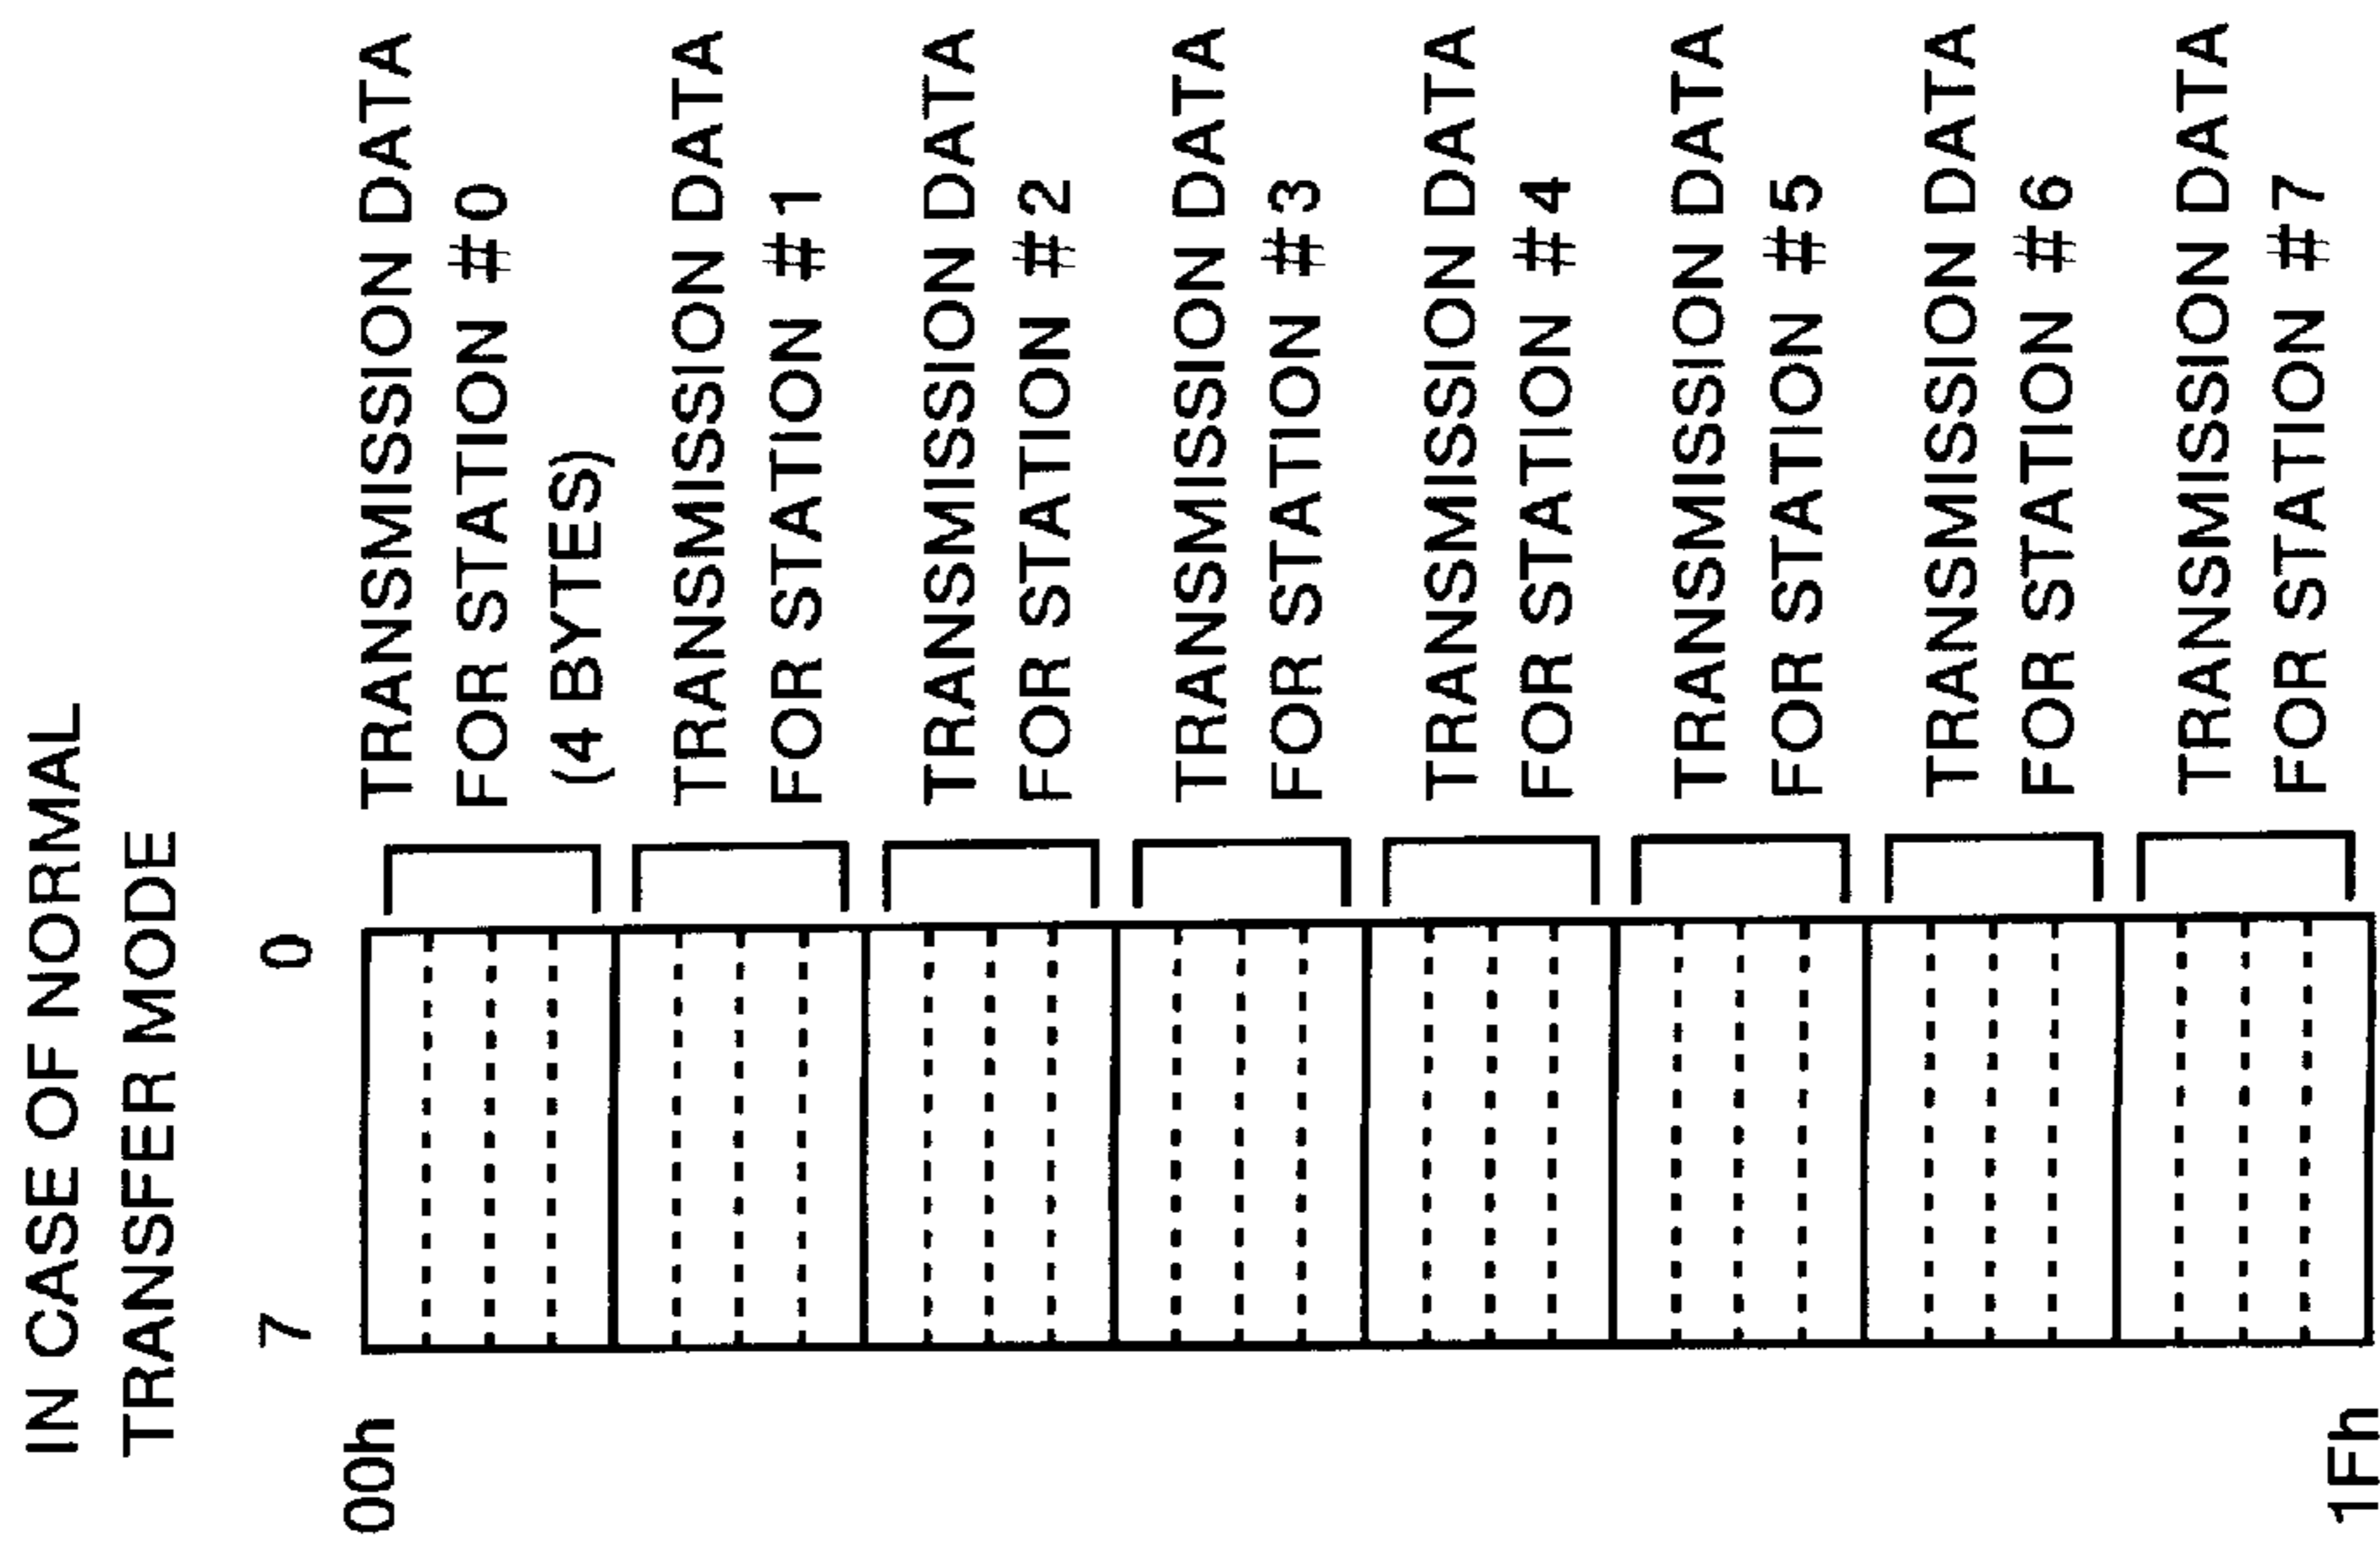 IN CASE OF NORMAL
TRANSFER MODE
7 0
00h
TRANSMISSION DATA
FOR STATION #0
(4 BYTES)
TRANSMISSION DATA
FOR STATION #1
TRANSMISSION DATA
FOR STATION #2
TRANSMISSION DATA
FOR STATION #3
TRANSMISSION DATA
FOR STATION #4
TRANSMISSION DATA
FOR STATION #5
TRANSMISSION DATA
FOR STATION #6
TRANSMISSION DATA
FOR STATION #7
1Fh